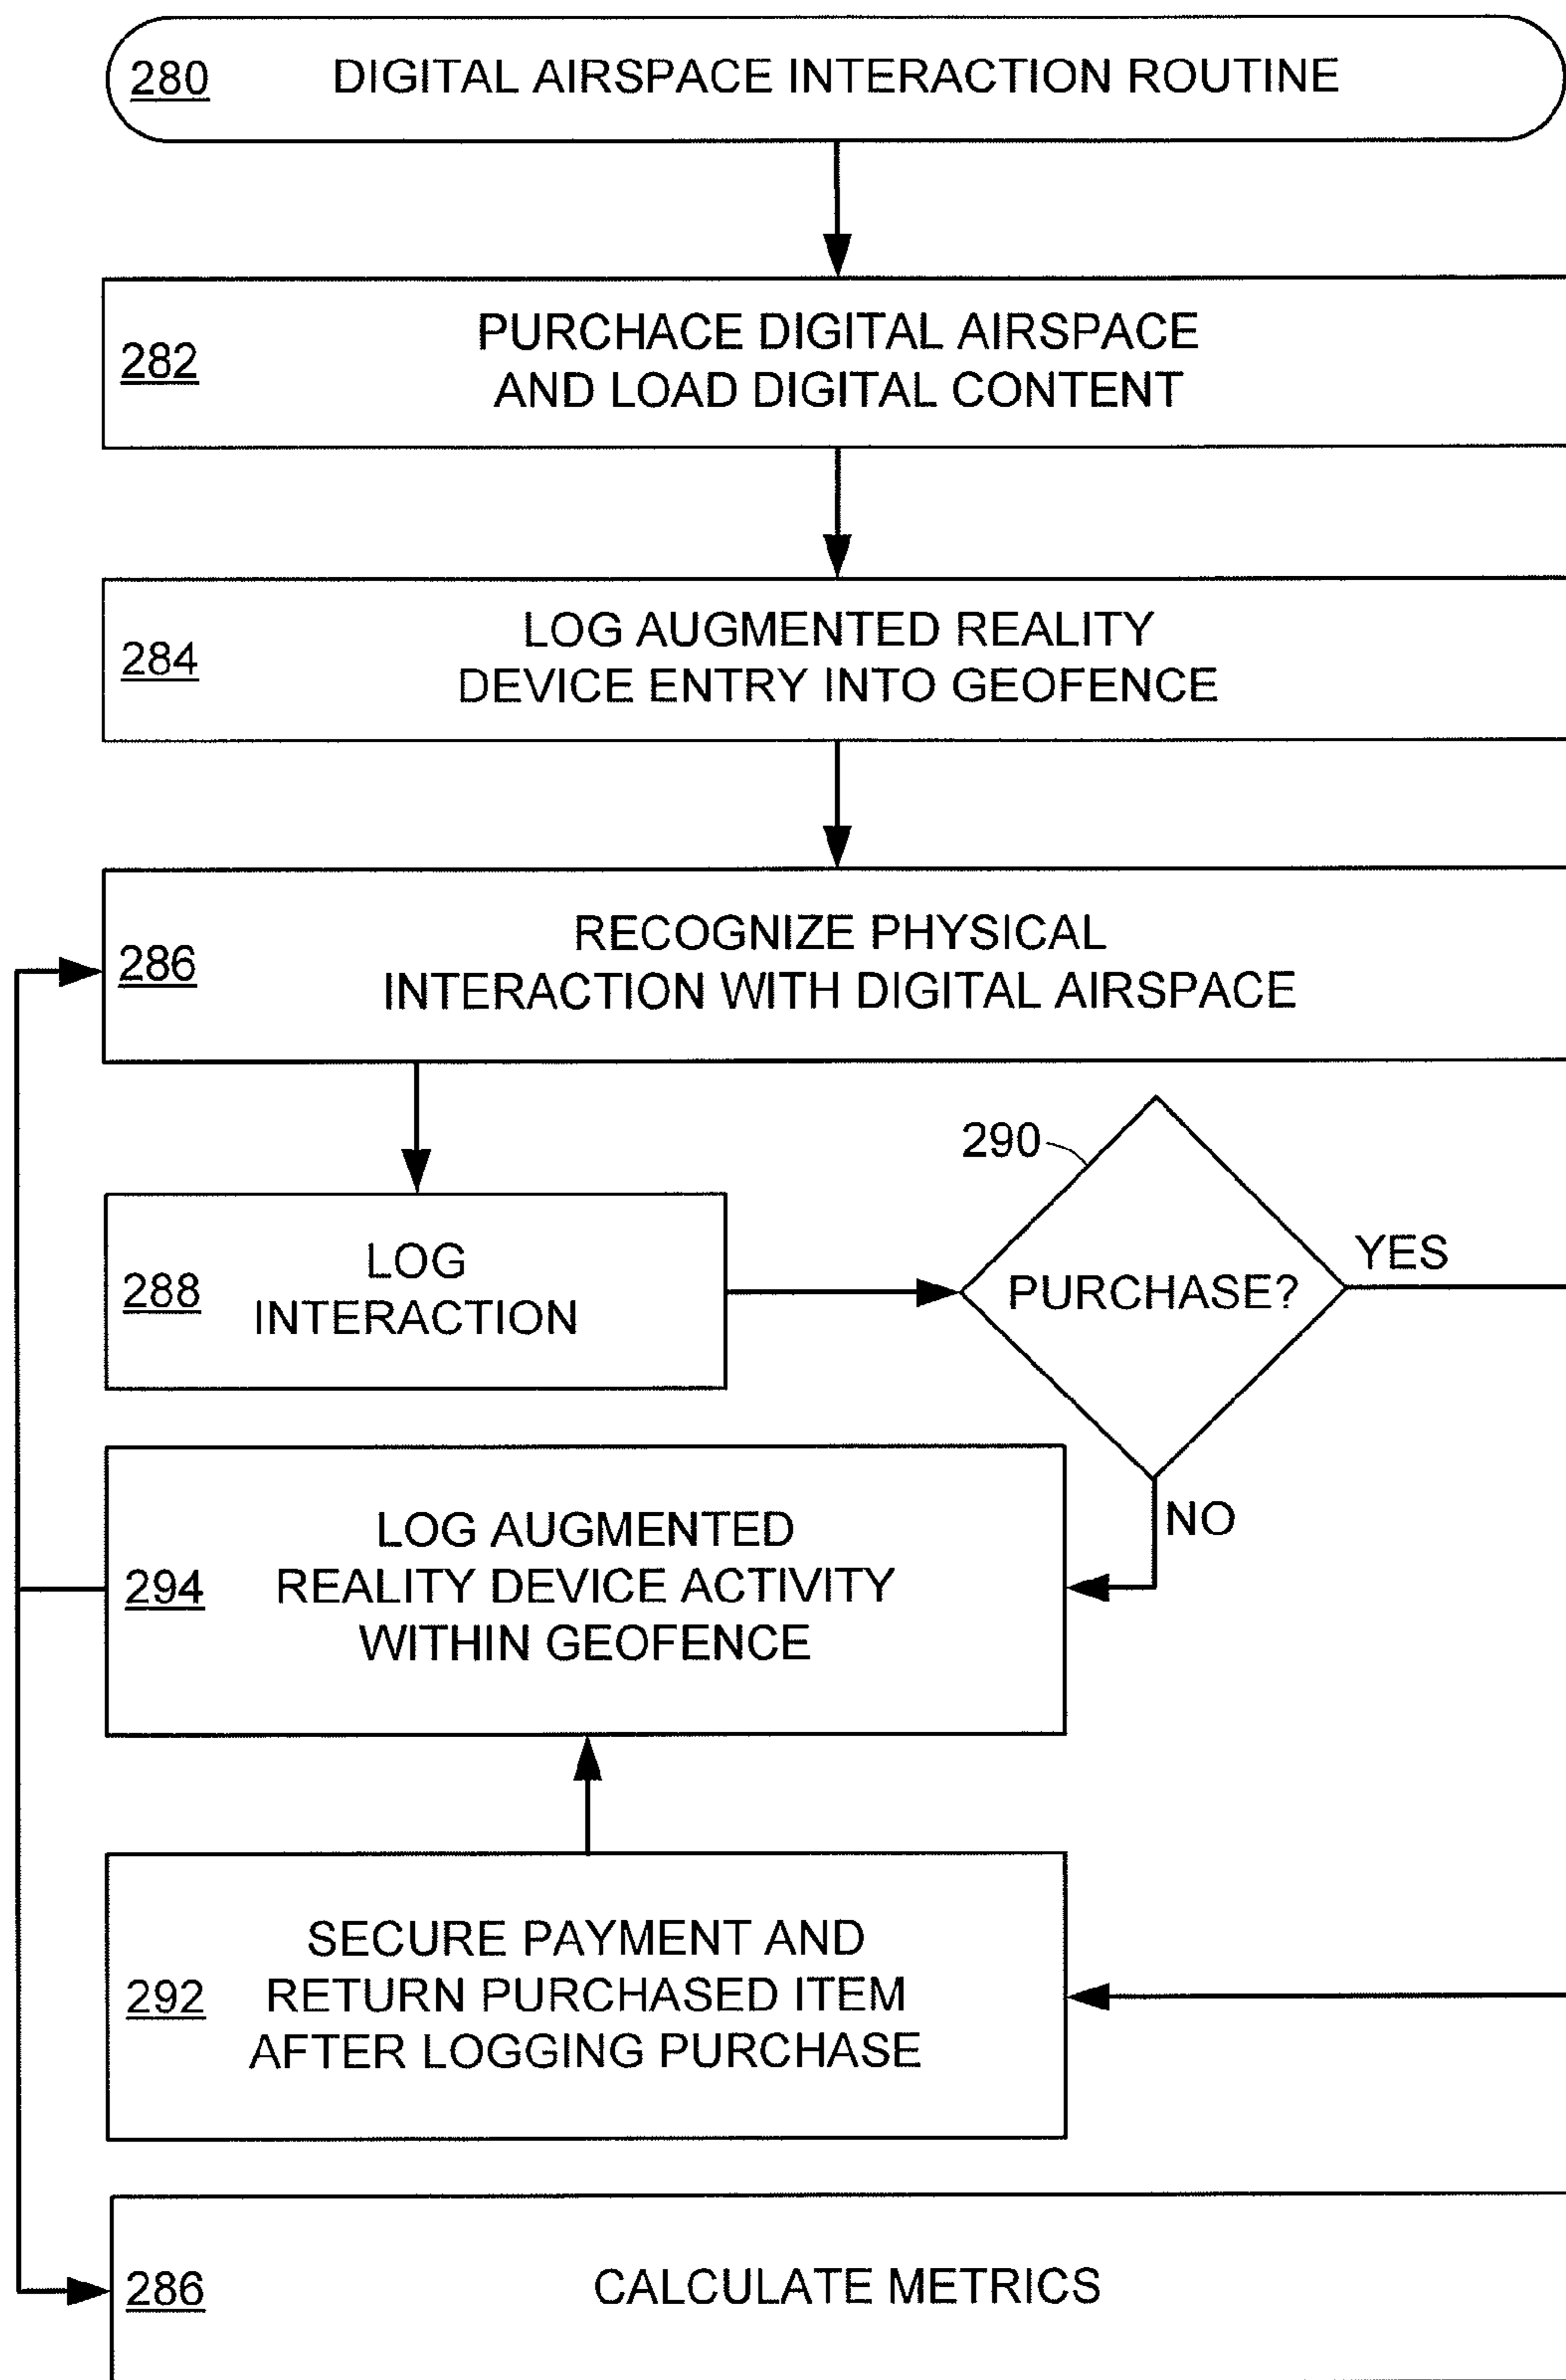 280 DIGITAL AIRSPACE INTERACTION ROUTINE
282 PURCHACE DIGITAL AIRSPACE
AND LOAD DIGITAL CONTENT
284 LOG AUGMENTED REALITY
DEVICE ENTRY INTO GEOFENCE
286 RECOGNIZE PHYSICAL
INTERACTION WITH DIGITAL AIRSPACE
288 LOG
INTERACTION
290
PURCHASE?
YES
NO
294 LOG AUGMENTED
REALITY DEVICE ACTIVITY
WITHIN GEOFENCE
292 SECURE PAYMENT AND
RETURN PURCHASED ITEM
AFTER LOGGING PURCHASE
286 CALCULATE METRICS